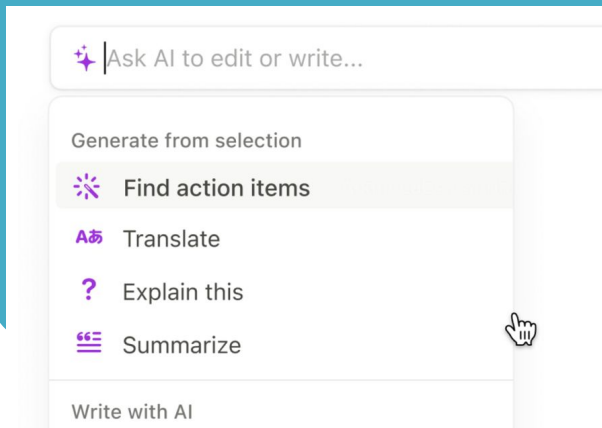 Ask AI to edit or write...
Generate from selection
Find action items
Aあ Translate
? Explain this
Summarize
Write with AI